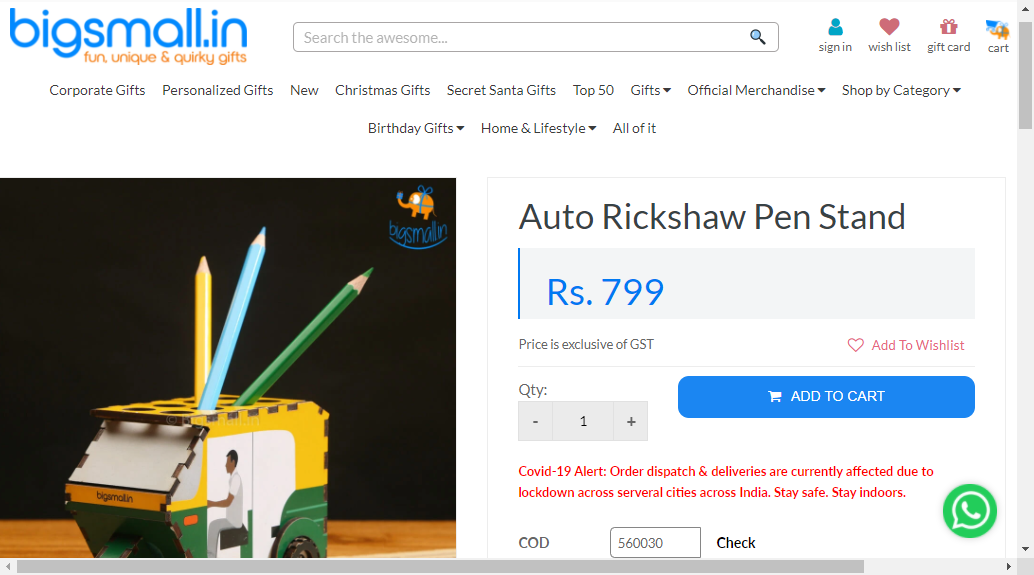 bigsmall.in
fun, unique & quirky gifts
Search the awesome...
sign in
wish list
gift card
cart
Corporate Gifts
Personalized Gifts
New
Christmas Gifts
Secret Santa Gifts
Top 50
Gifts
Official Merchandise
Shop by Category
Birthday Gifts
Home & Lifestyle
All of it
bigsmall.in
bigsmall.in
Auto Rickshaw Pen Stand
Rs. 799
Price is exclusive of GST
Add To Wishlist
Qty:
- 1 +
ADD TO CART
Covid-19 Alert: Order dispatch & deliveries are currently affected due to
lockdown across serveral cities across India. Stay safe. Stay indoors.
COD
560030
Check